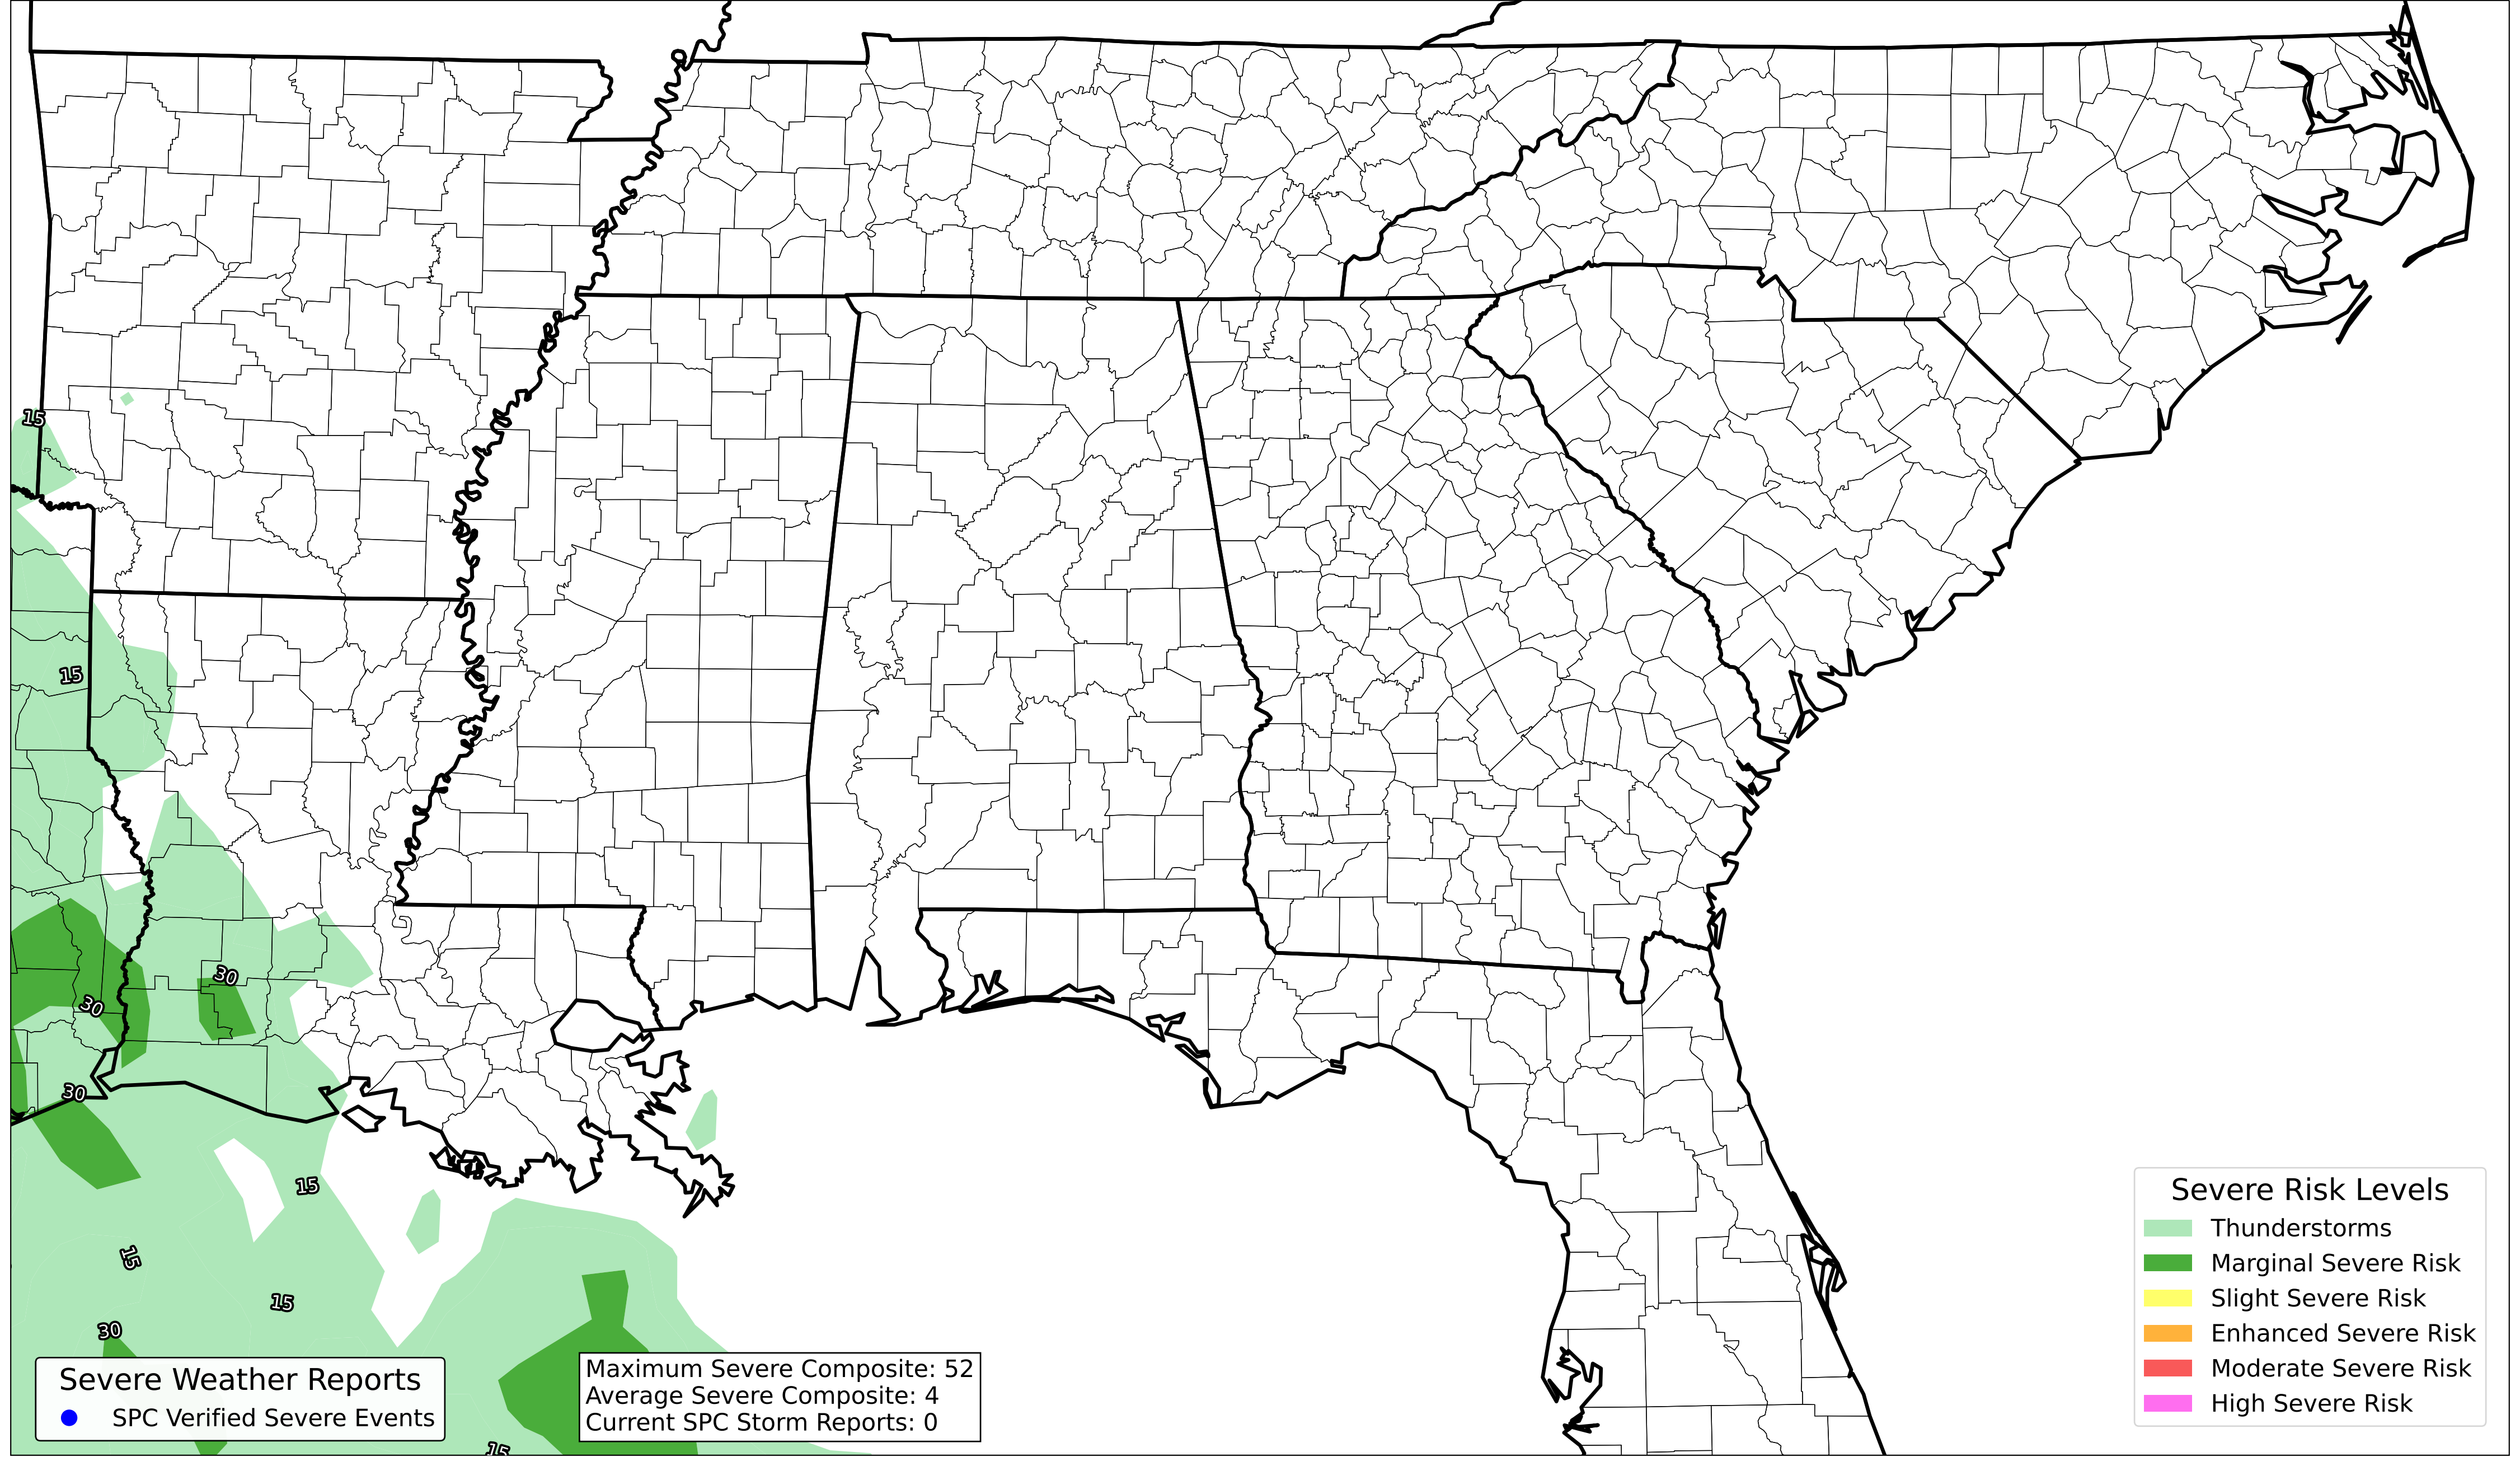 15
15
30
30
30
15
15
15
30
15
Severe Weather Reports
SPC Verified Severe Events
Maximum Severe Composite: 52
Average Severe Composite: 4
Current SPC Storm Reports: 0
Severe Risk Levels
Thunderstorms
Marginal Severe Risk
Slight Severe Risk
Enhanced Severe Risk
Moderate Severe Risk
High Severe Risk